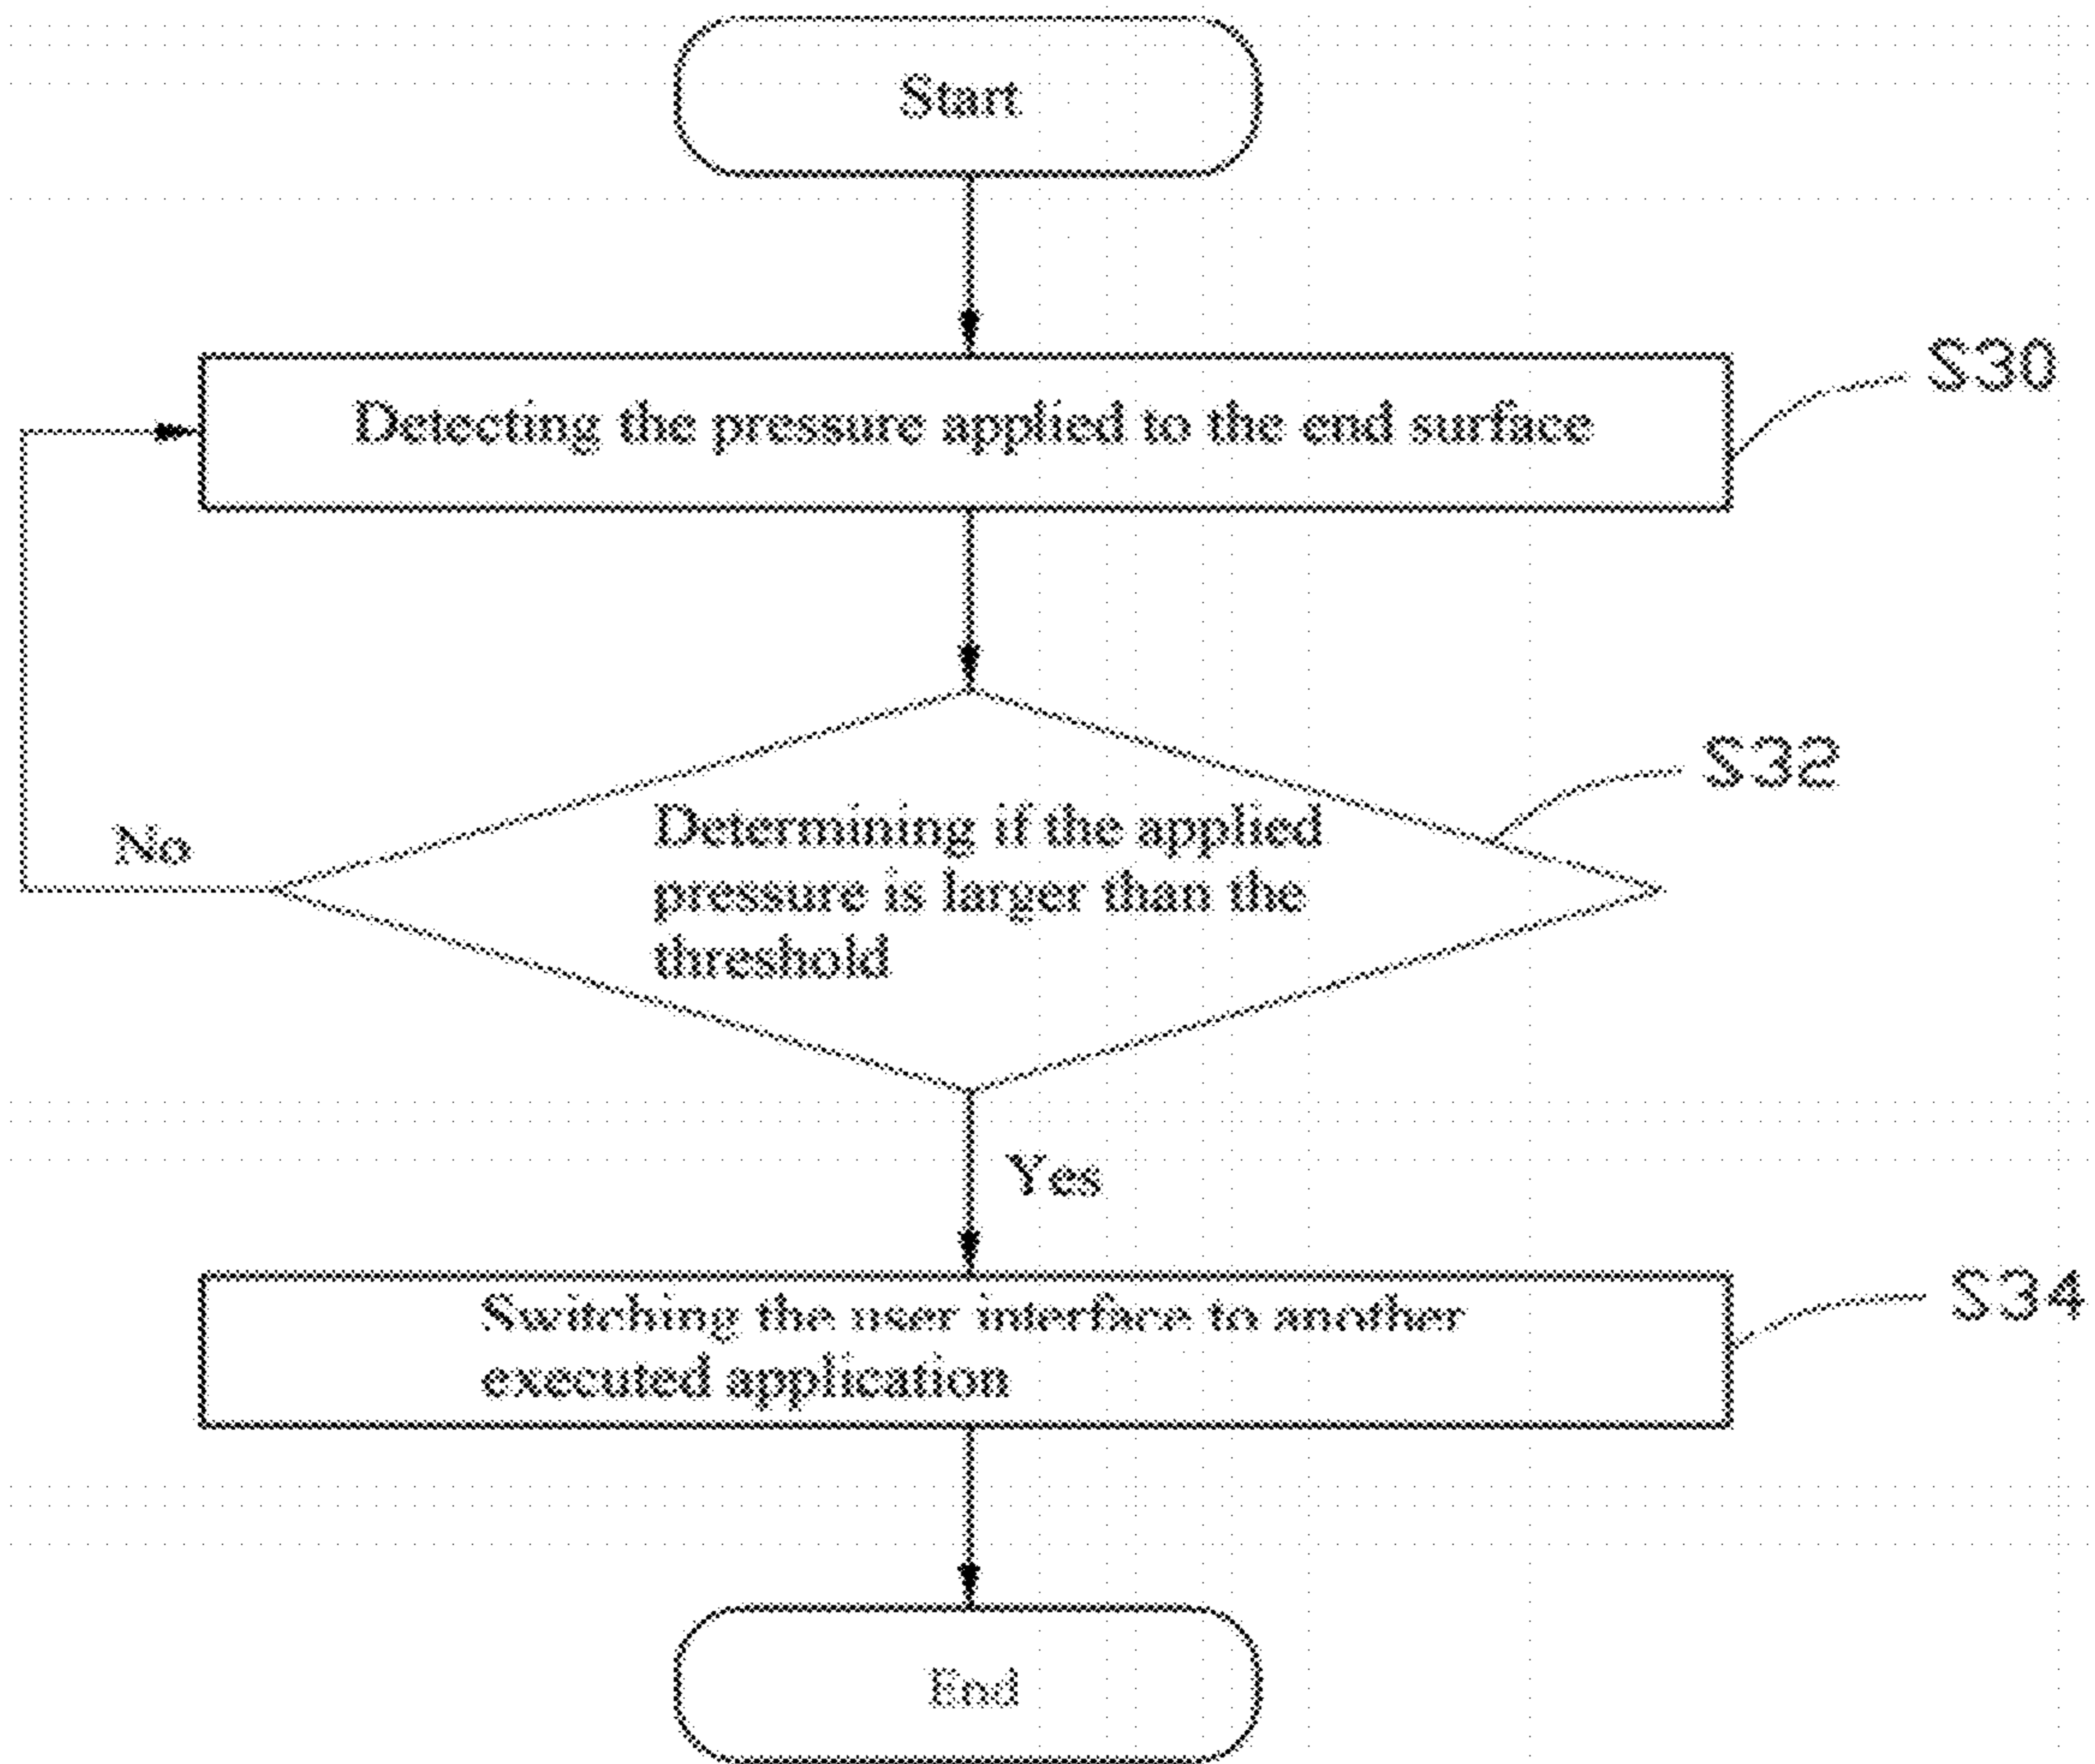 Start
S30
Detecting the pressure applied to the end surface
S32
Determining if the applied
pressure is larger than the
threshold
No
Yes
Switching the user interface to another
executed application
S34
End